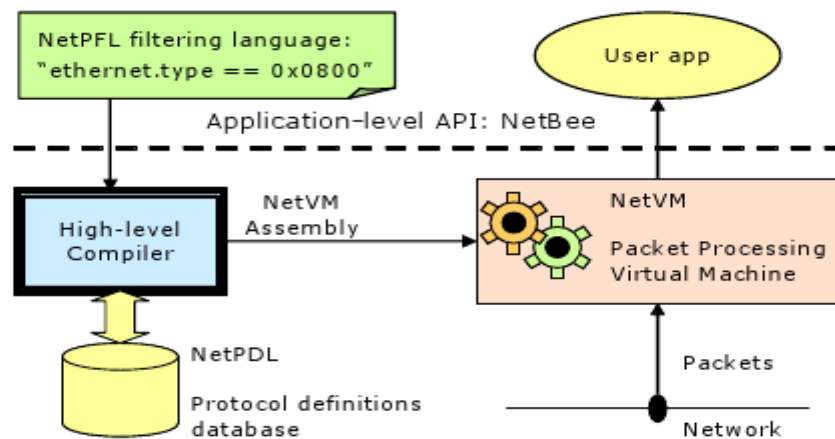 NetPFL filtering language:
“ethernet.type == 0x0800”
User app
Application-level API: NetBee
High-level
Compiler
NetVM
Assembly
NetVM
Packet Processing
Virtual Machine
NetPDL
Protocol definitions
database
Packets
Network